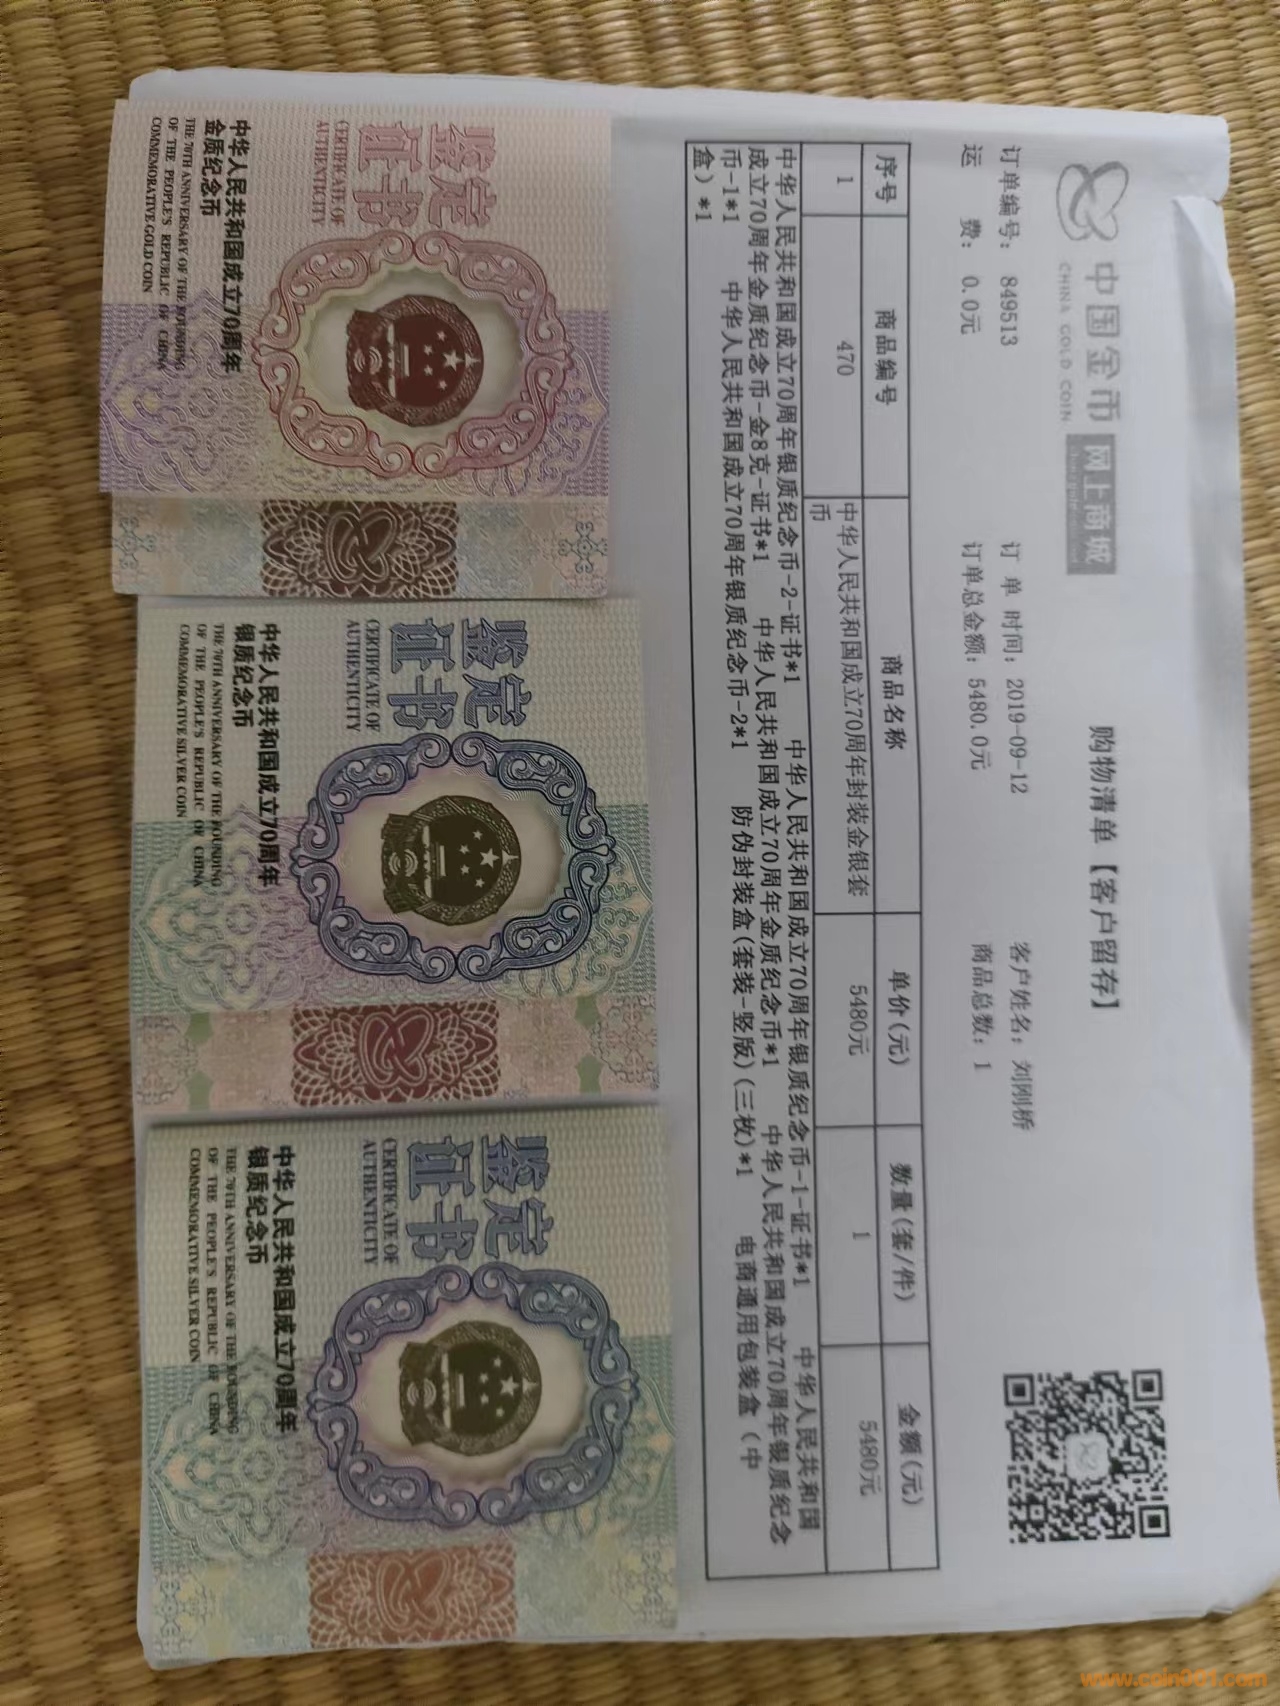 中国金币
CHINA GOLD COIN
网上商城
购物清单【客户留存】
订单编号: 849513
订 单 时间: 2019-09-12
客户姓名: 刘刚桥
运 费: 0.0元
订单总金额: 5480.0元
商品总数: 1
序号 商品编号 商品名称 单价(元) 数量(套/件) 金额(元)
1 470 中华人民共和国成立70周年封装金银套 5480元 1 5480元
币
中华人民共和国成立70周年银质纪念币-2-证书*1 中华人民共和国成立70周年银质纪念币-1-证书*1 中华人民共和国
成立70周年金质纪念币-金8克-证书*1 中华人民共和国成立70周年金质纪念币*1 中华人民共和国成立70周年银质纪念
币-1*1 中华人民共和国成立70周年银质纪念币-2*1 防伪封装盒(套装-竖版)(三枚)*1 电商通用包装盒(中
盒)*1
鉴定
证书
CERTIFICATE OF
AUTHENTICITY
中华人民共和国成立70周年
金质纪念币
THE 70TH ANNIVERSARY OF THE FOUNDING
OF THE PEOPLE'S REPUBLIC OF CHINA
COMMEMORATIVE GOLD COIN
鉴定
证书
CERTIFICATE OF
AUTHENTICITY
中华人民共和国成立70周年
银质纪念币
THE 70TH ANNIVERSARY OF THE FOUNDING
OF THE PEOPLE'S REPUBLIC OF CHINA
COMMEMORATIVE SILVER COIN
鉴定
证书
CERTIFICATE OF
AUTHENTICITY
中华人民共和国成立70周年
银质纪念币
THE 70TH ANNIVERSARY OF THE FOUNDING
OF THE PEOPLE'S REPUBLIC OF CHINA
COMMEMORATIVE SILVER COIN
www.coin001.com